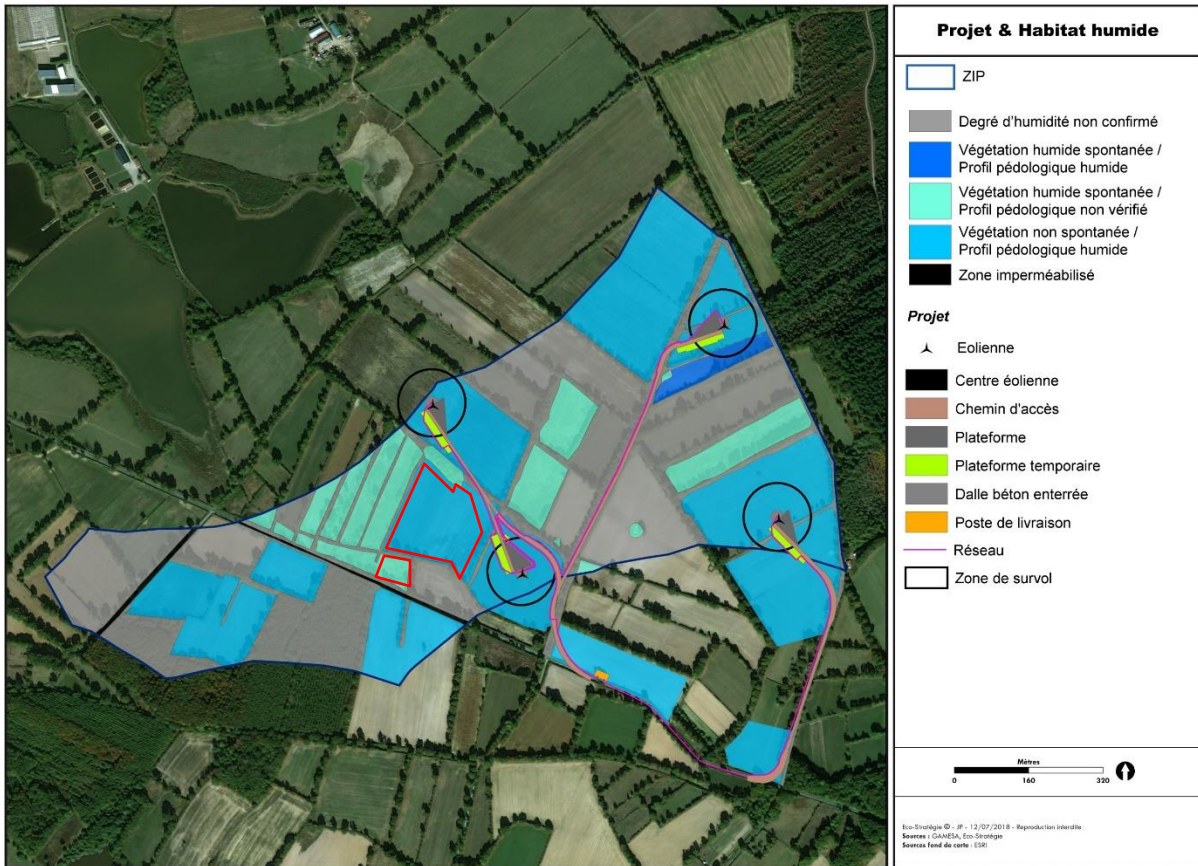 Projet & Habitat humide
ZIP
Degré d'humidité non confirmé
Végétation humide spontanée /
Profil pédologique humide
Végétation humide spontanée /
Profil pédologique non vérifié
Végétation non spontanée /
Profil pédologique humide
Zone imperméabilisé
Projet
Eolienne
Centre éolienne
Chemin d'accès
Plateforme
Plateforme temporaire
Dalle béton enterrée
Poste de livraison
Réseau
Zone de survol
Mètres
0 160 320
Eco-Stratégie © - JP - 12/07/2018 - Reproduction interdite
Sources : GAMESA, Eco-Stratégie
Sources fond de carte : ESRI